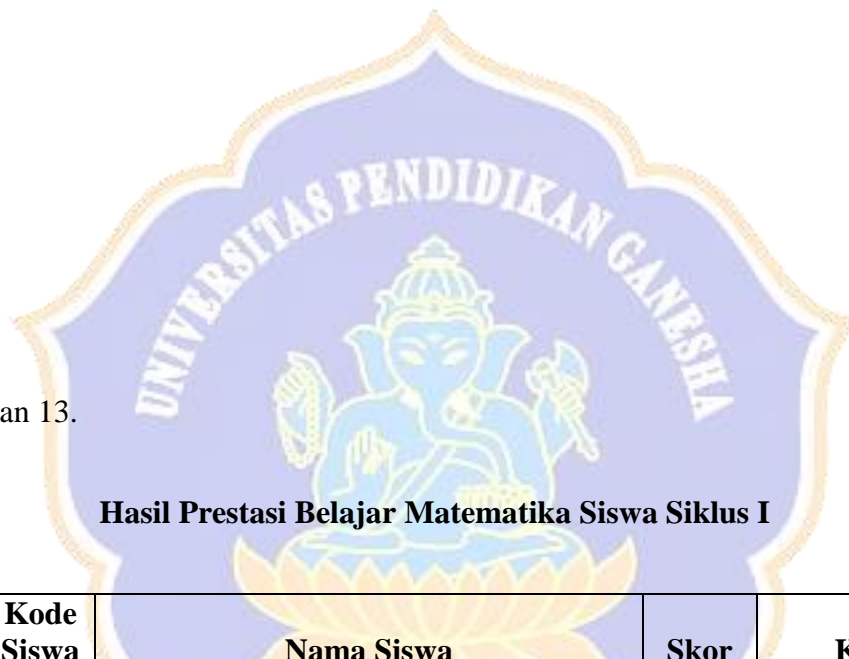 UNIVERSITAS PENDIDIKAN GANESHA
an 13.
Hasil Prestasi Belajar Matematika Siswa Siklus I
Kode
Siswa Nama Siswa Skor K